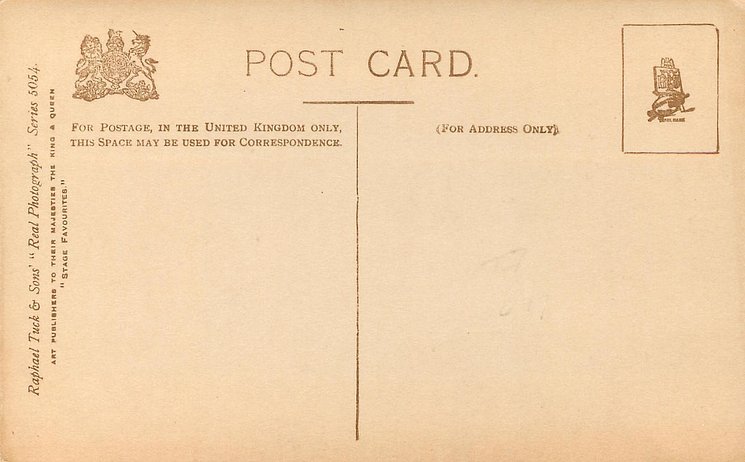 POST CARD.
FOR POSTAGE, IN THE UNITED KINGDOM ONLY,
THIS SPACE MAY BE USED FOR CORRESPONDENCE.
(FOR ADDRESS ONLY)
Raphael Tuck & Sons' "Real Photograph" Series 5054.
ART PUBLISHERS TO THEIR MAJESTIES THE KING & QUEEN
"STAGE FAVOURITES."